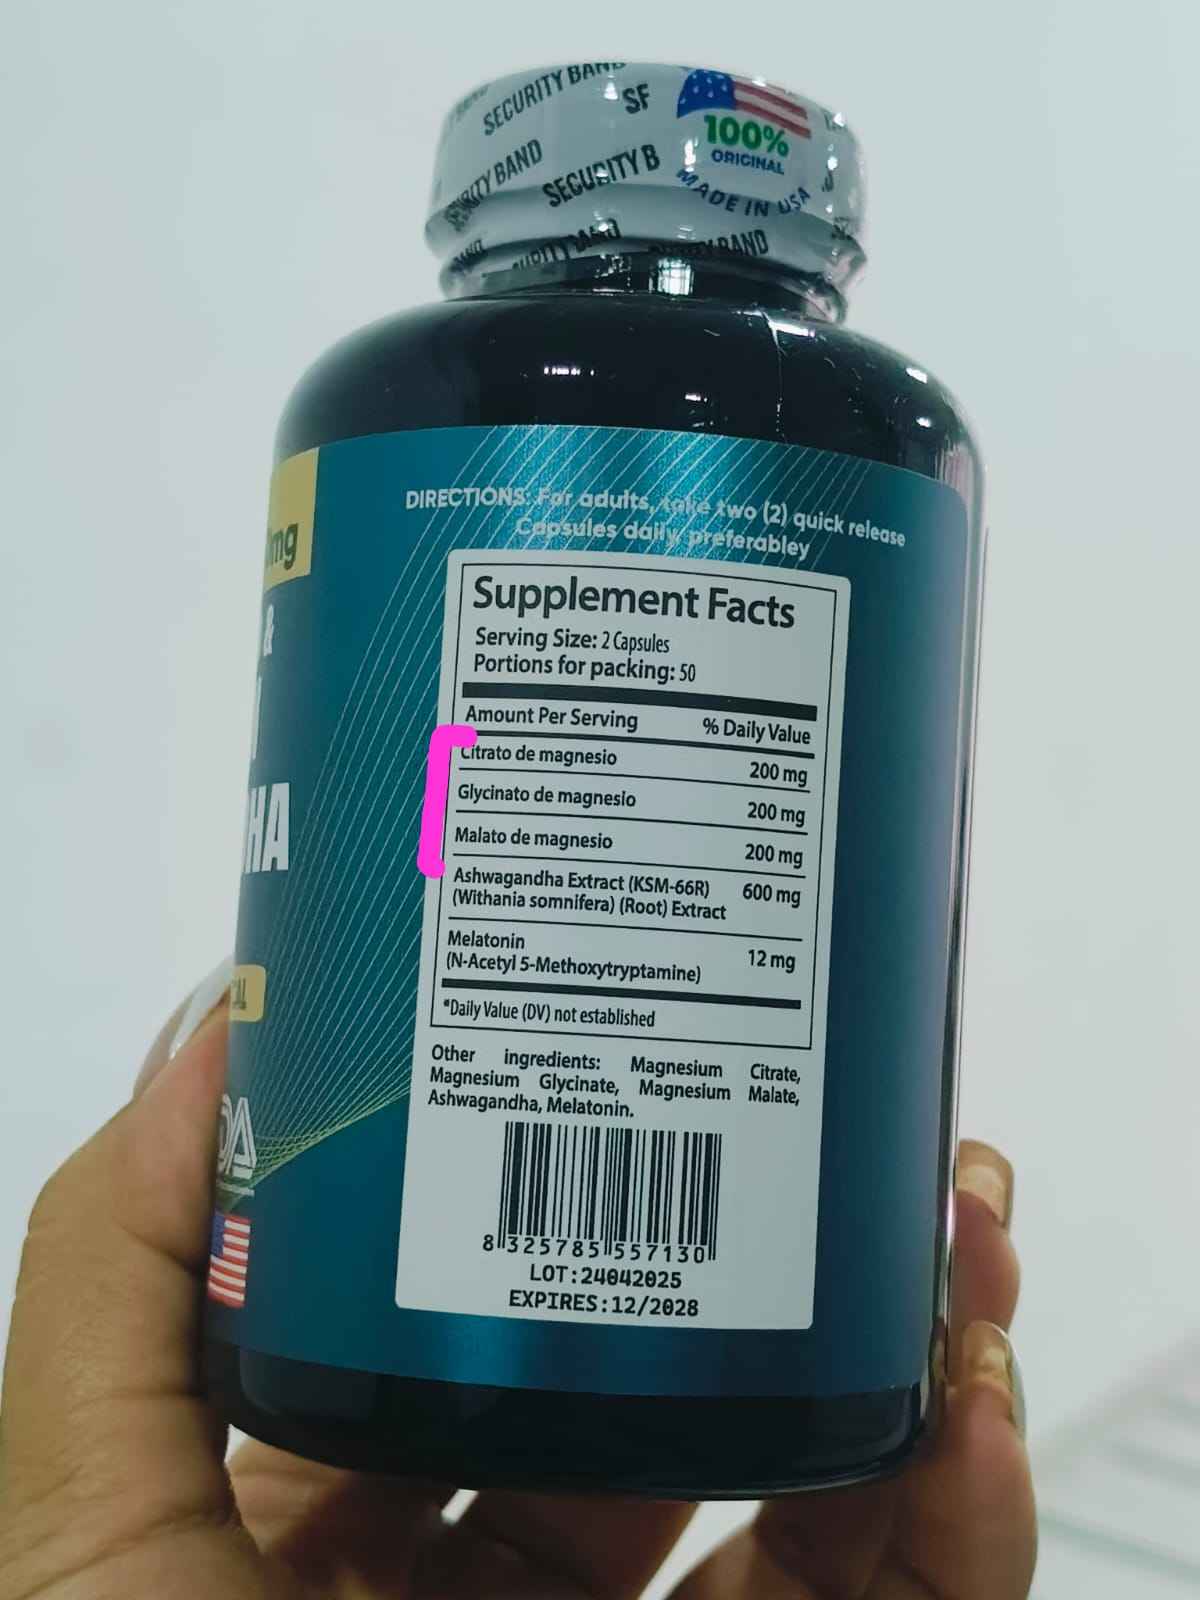 SECURITY BAND
SF
100%
ORIGINAL
MADE IN USA
SECURITY BAND
SECURITY B
DIRECTIONS: For adults, take two (2) quick release
Capsules daily, preferabley
mg
&
HA
Supplement Facts
Serving Size: 2 Capsules
Portions for packing: 50
Amount Per Serving % Daily Value
Citrato de magnesio 200 mg
Glycinato de magnesio 200 mg
Malato de magnesio 200 mg
Ashwagandha Extract (KSM-66R) 600 mg
(Withania somnifera) (Root) Extract
Melatonin 12 mg
(N-Acetyl 5-Methoxytryptamine)
*Daily Value (DV) not established
Other ingredients: Magnesium Citrate,
Magnesium Glycinate, Magnesium Malate,
Ashwagandha, Melatonin.
8 325785 557130
LOT:24042025
EXPIRES:12/2028